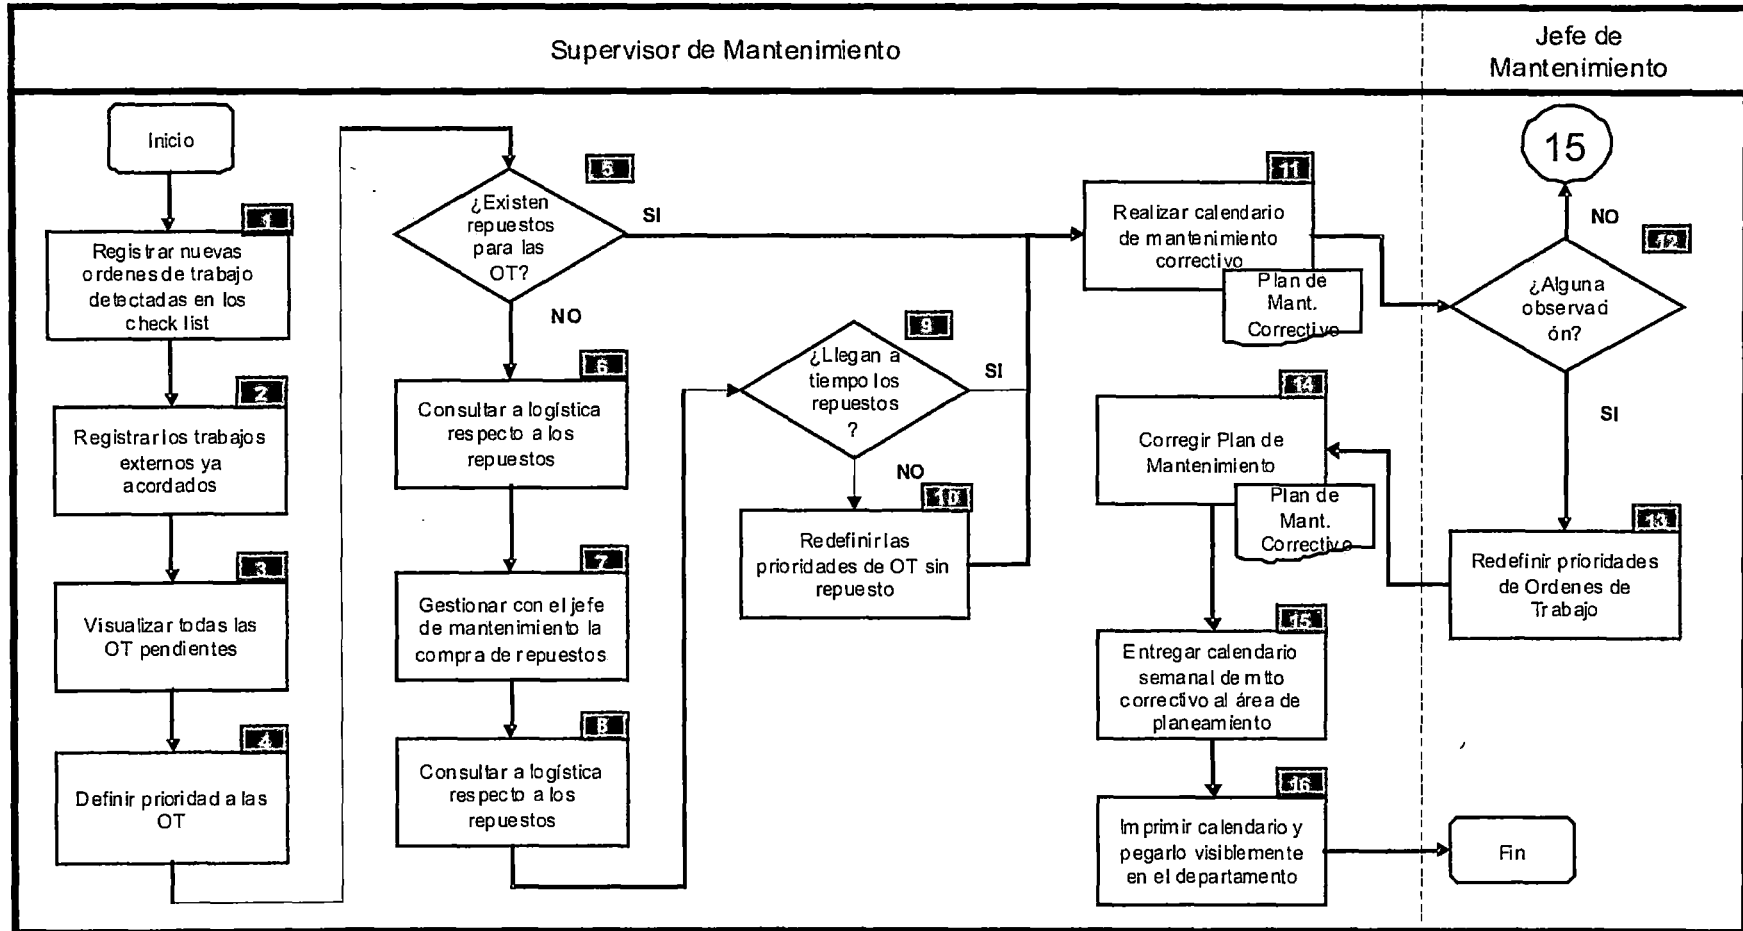 Supervisor de Mantenimiento
Jefe de
Mantenimiento
Inicio
1
Registrar nuevas
ordenes de trabajo
detectadas en los
check list
2
Registrar los trabajos
externos ya
acordados
3
Visualizar todas las
OT pendientes
4
Definir prioridad a las
OT
5
¿Existen
repuestos
para las
OT?
SI
NO
6
Consultar a logística
respecto a los
repuestos
7
Gestionar con el jefe
de mantenimiento la
compra de repuestos
8
Consultar a logística
respecto a los
repuestos
9
¿Llegan a
tiempo los
repuestos
?
SI
NO
10
Redefinir las
prioridades de OT sin
repuesto
11
Realizar calendario
de mantenimiento
correctivo
Plan de
Mant.
Correctivo
15
NO
12
¿Alguna
observaci
ón?
SI
13
Redefinir prioridades
de Ordenes de
Trabajo
14
Corregir Plan de
Mantenimiento
Plan de
Mant.
Correctivo
15
Entregar calendario
semanal de mtto
correctivo al área de
planeamiento
16
Imprimir calendario y
pegarlo visiblemente
en el departamento
Fin